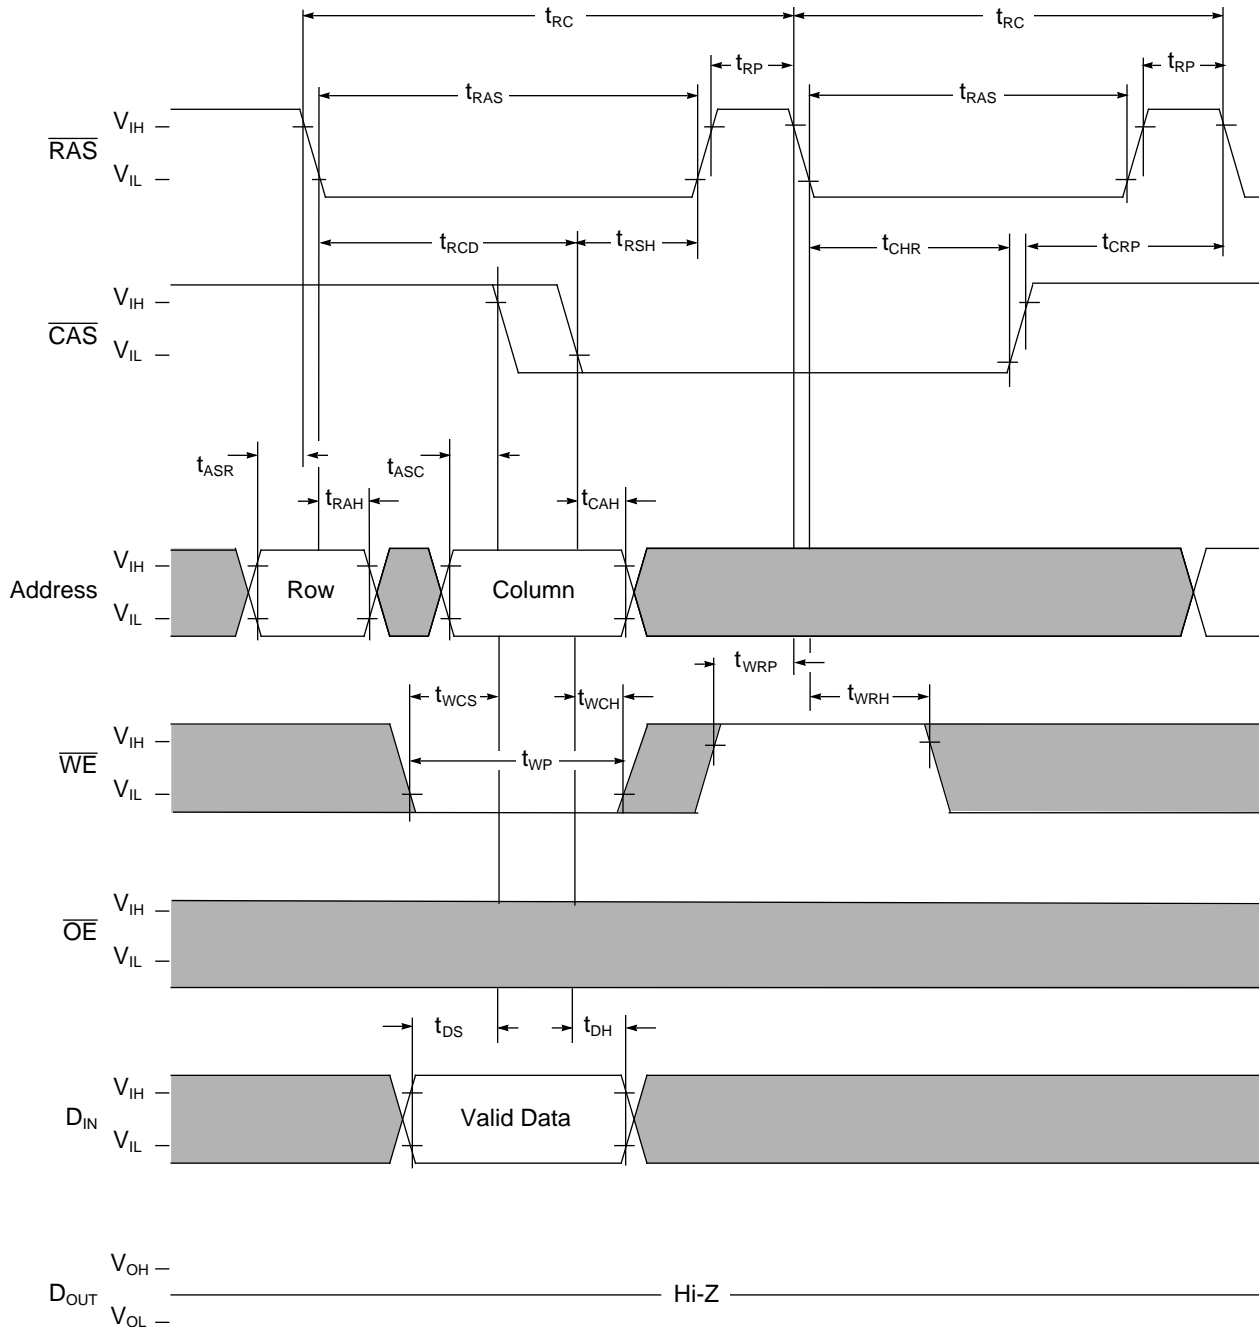 tRC tRC
tRP tRP
tRAS tRAS
VIH
RAS
VIL
tRCD tRSH tCHR tCRP
VIH
CAS
VIL
tASR tASC
tRAH tCAH
VIH
Address Row Column
VIL
tWRP
tWCS tWCH tWRH
VIH
WE tWP
VIL
VIH
OE
VIL
tDS tDH
VIH
DIN Valid Data
VIL
VOH
DOUT Hi-Z
VOL